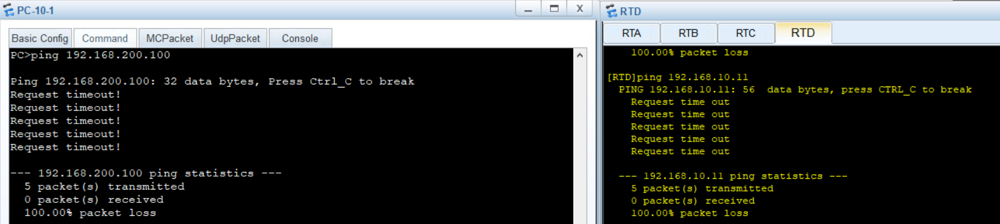 PC-10-1
Basic Config Command MCPacket UdpPacket Console
PC>ping 192.168.200.100
Ping 192.168.200.100: 32 data bytes, Press Ctrl_C to break
Request timeout!
Request timeout!
Request timeout!
Request timeout!
Request timeout!
--- 192.168.200.100 ping statistics ---
5 packet(s) transmitted
0 packet(s) received
100.00% packet loss
RTD
RTA RTB RTC RTD
100.00% packet loss
[RTD]ping 192.168.10.11
PING 192.168.10.11: 56  data bytes, press CTRL_C to break
Request time out
Request time out
Request time out
Request time out
Request time out
--- 192.168.10.11 ping statistics ---
5 packet(s) transmitted
0 packet(s) received
100.00% packet loss